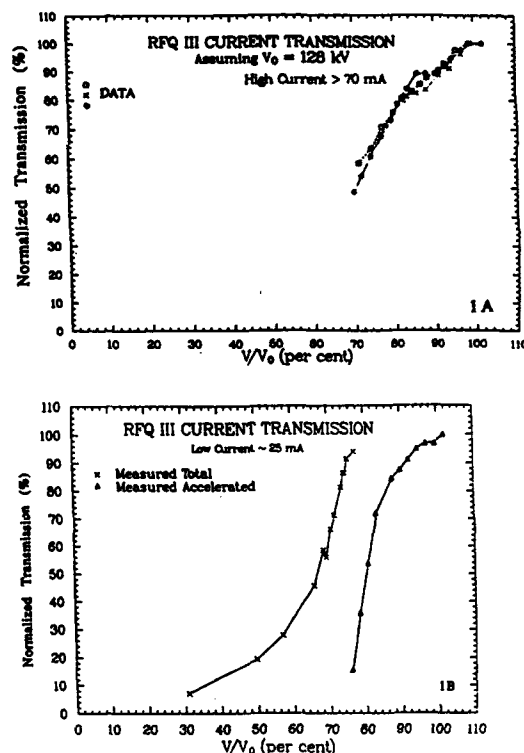 RFQ III CURRENT TRANSMISSION
Assuming V₀ = 128 kV
High Current > 70 mA
DATA
Normalized Transmission (%)
110
100
90
80
70
60
50
40
30
20
10
0
0 10 20 30 40 50 60 70 80 90 100 110
V/V₀ (per cent)
1A
RFQ III CURRENT TRANSMISSION
Low Current ~ 25 mA
Measured Total
Measured Accelerated
Normalized Transmission (%)
110
100
90
80
70
60
50
40
30
20
10
0
0 10 20 30 40 50 60 70 80 90 100 110
V/V₀ (per cent)
1B